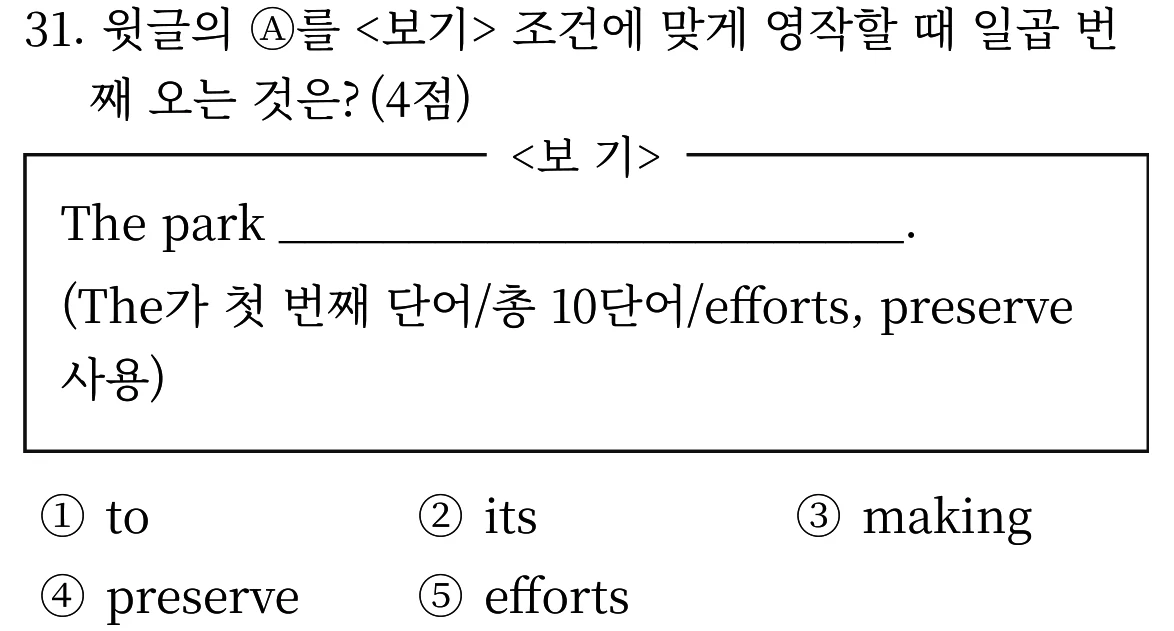 31. 윗글의 Ⓐ를 <보기> 조건에 맞게 영작할 때 일곱 번
째 오는 것은? (4점)
<보 기>
The park ________________________.
(The가 첫 번째 단어/총 10단어/efforts, preserve
사용)
① to ② its ③ making
④ preserve ⑤ efforts